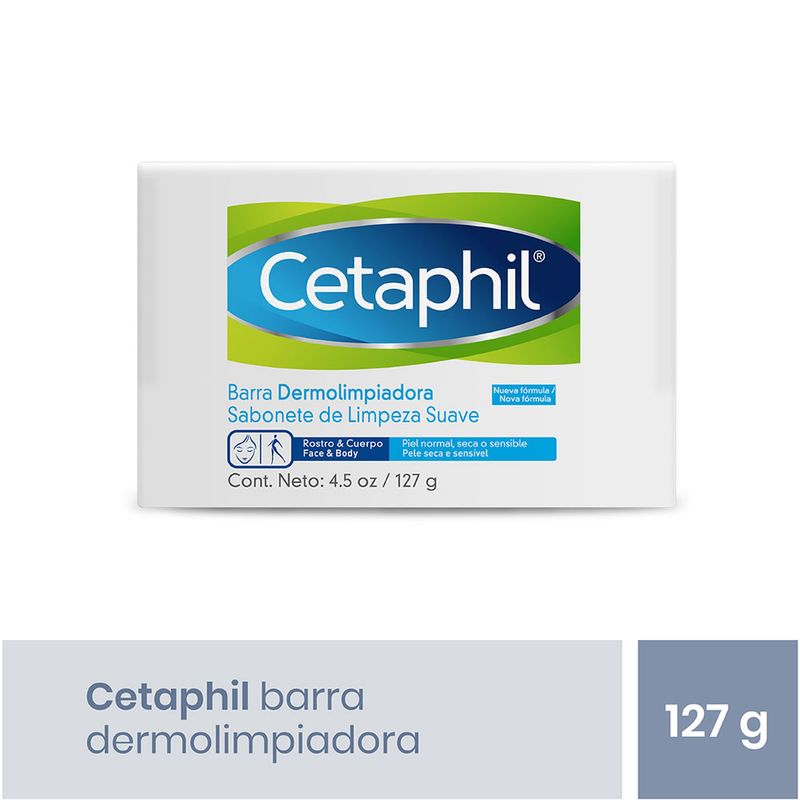 Cetaphil®
Barra Dermolimpiadora
Sabonete de Limpeza Suave
Nueva fórmula /
Nova fórmula
Rostro & Cuerpo
Face & Body
Piel normal, seca o sensible
Pele seca e sensível
Cont. Neto: 4.5 oz / 127 g
Cetaphil barra
dermolimpiadora
127 g